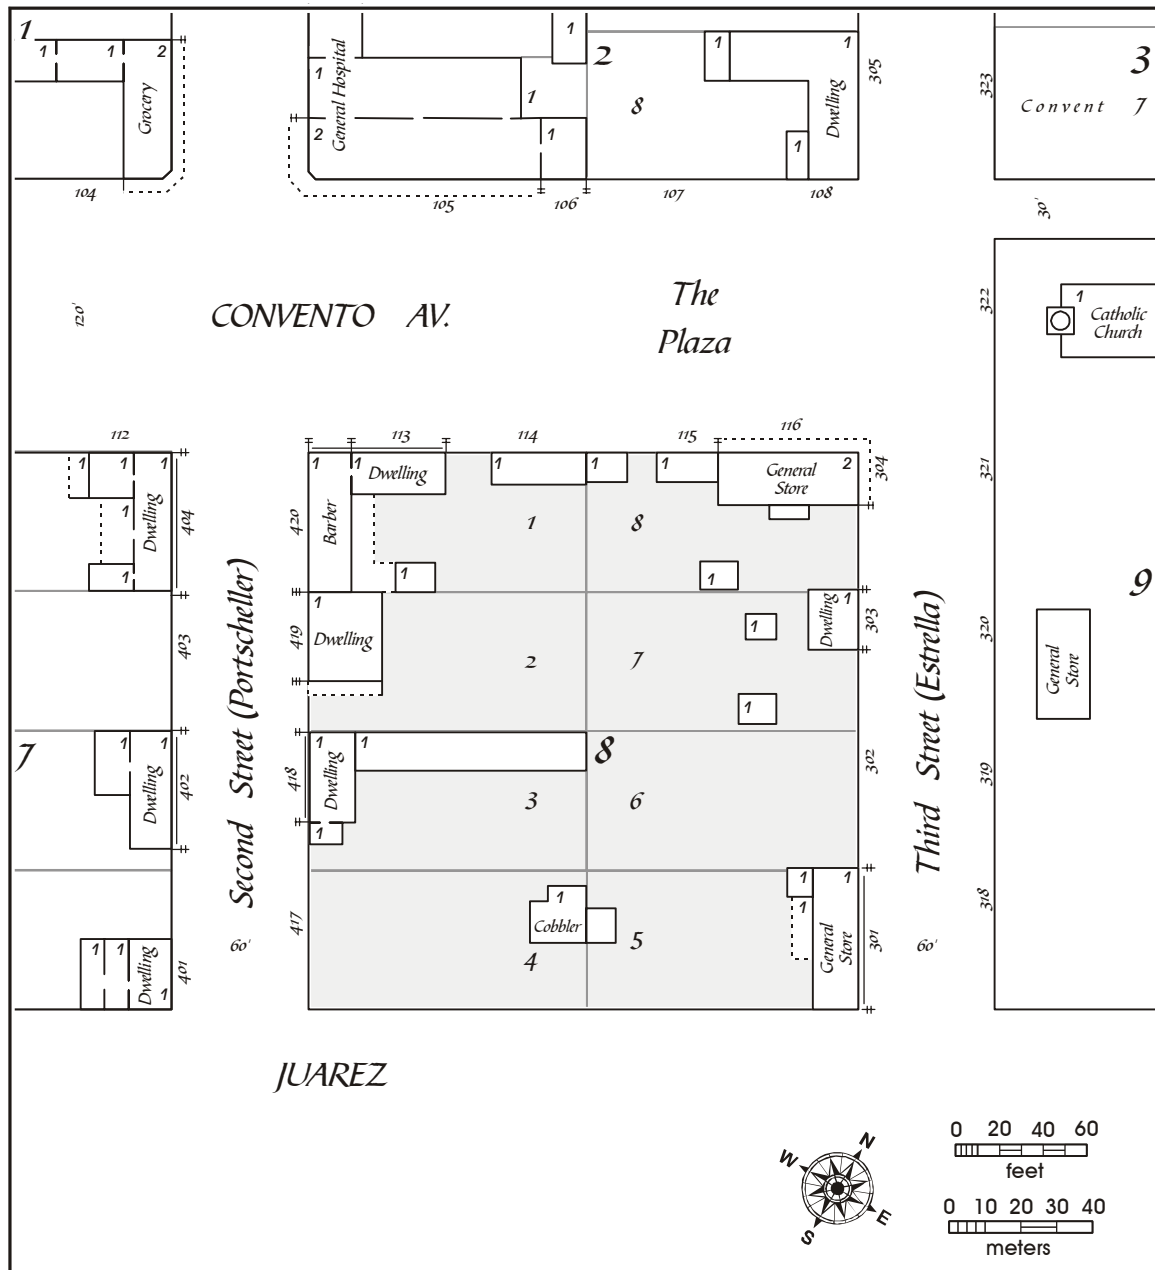 1
1
1
2
Grocery
104
1
General Hospital
2
1
1
1
105
106
2
8
1
1
Dwelling
1
107
108
305
323
3
Convent 7
30'
120'
CONVENTO AV.
The
Plaza
322
1
Catholic
Church
321
112
1
1
1
1
1
Dwelling
404
113
114
115
116
1
1
Dwelling
1
1
1
General
Store
2
304
420
Barber
1
1
8
1
9
403
419
1
Dwelling
2
7
1
1
Dwelling
303
320
General
Store
1
7
1
1
Dwelling
402
418
1
Dwelling
1
1
8
3
6
302
319
Second Street (Portscheller)
Third Street (Estrella)
417
60'
1
Cobbler
4
5
1
1
1
General
Store
301
60'
318
1
1
Dwelling
1
401
JUAREZ
N
W
E
S
0 20 40 60
feet
0 10 20 30 40
meters